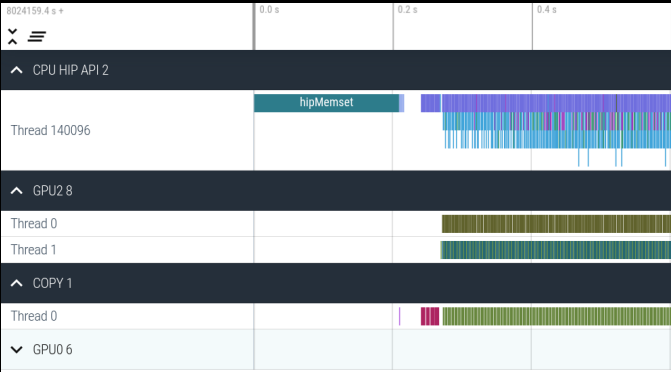 8024159.4 s +
0.0 s
0.2 s
0.4 s
CPU HIP API 2
hipMemset
Thread 140096
GPU2 8
Thread 0
Thread 1
COPY 1
Thread 0
GPU0 6